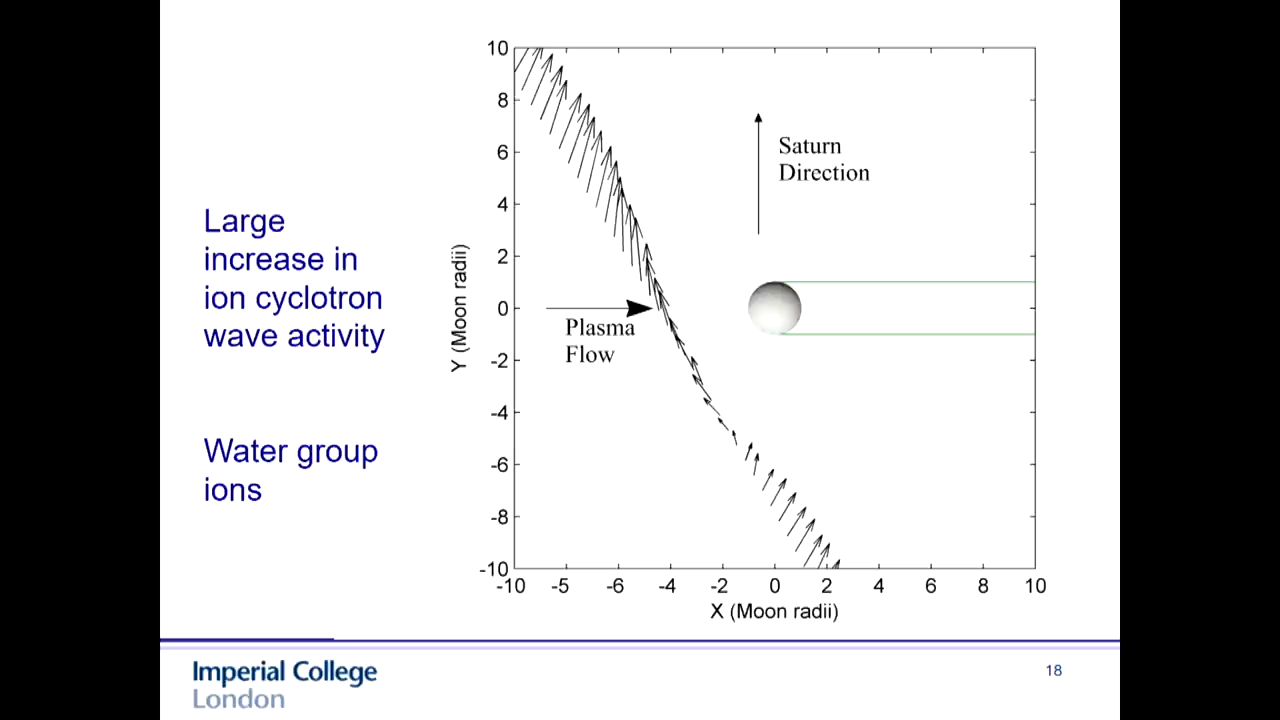 Large
increase in
ion cyclotron
wave activity
Water group
ions
10
8
6
4
2
0
-2
-4
-6
-8
-10
Y (Moon radii)
Saturn
Direction
Plasma
Flow
-10 -5 -6 -4 -2 0 2 4 6 8 10
X (Moon radii)
Imperial College
London
18